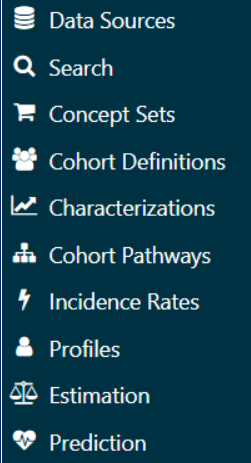 Data Sources
Search
Concept Sets
Cohort Definitions
Characterizations
Cohort Pathways
Incidence Rates
Profiles
Estimation
Prediction